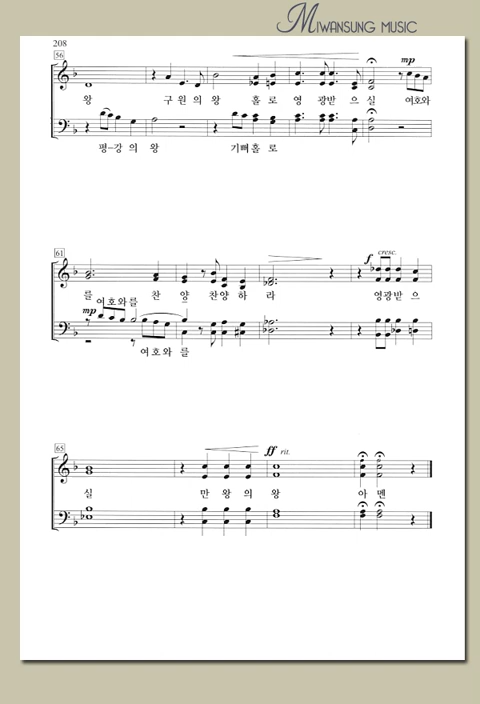 MIWANSUNG MUSIC
208
56
mp
왕 구 원 의 왕 홀 로 영 광받 으 실 여호와
평-강 의 왕 기뻐홀 로
61
f cresc.
를 찬 양 찬양 하 라 영광받 으
여호와를
mp
여호와 를
65
ff rit.
실 만 왕 의 왕 아 멘